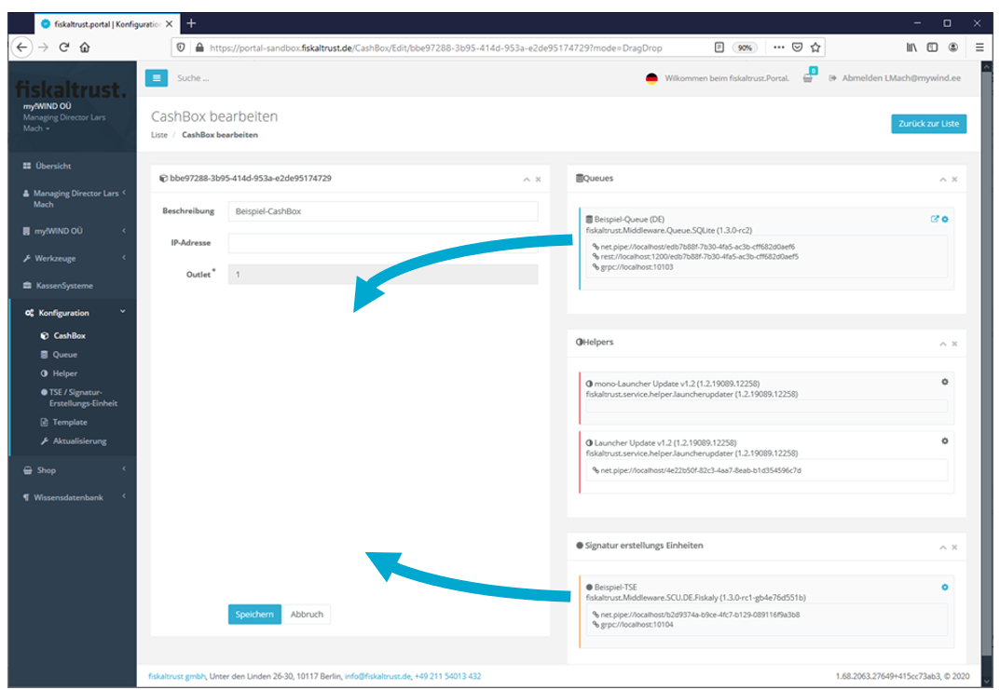 fiskaltrust.portal | Konfiguration
https://portal-sandbox.fiskaltrust.de/CashBox/Edit/bbe97288-3b95-414d-953a-e2de95174729?mode=DragDrop
90%
fiskaltrust.
my!WIND OÜ
Managing Director Lars
Mach
Suche ...
Willkommen beim fiskaltrust.Portal.
0
Abmelden LMach@mywind.ee
CashBox bearbeiten
Liste / CashBox bearbeiten
Zurück zur Liste
Übersicht
Managing Director Lars
Mach
my!WIND OÜ
Werkzeuge
KassenSysteme
Konfiguration
CashBox
Queue
Helper
TSE / Signatur-
Erstellungs-Einheit
Template
Aktualisierung
Shop
Wissensdatenbank
bbe97288-3b95-414d-953a-e2de95174729
Beschreibung Beispiel-CashBox
IP-Adresse
Outlet * 1
Speichern Abbruch
Queues
Beispiel-Queue (DE)
fiskaltrust.Middleware.Queue.SQLite (1.3.0-rc2)
net.pipe://localhost/edb7b88f-7b30-4fa5-ac3b-cff682d0aef6
rest://localhost:1200/edb7b88f-7b30-4fa5-ac3b-cff682d0aef5
grpc://localhost:10103
Helpers
mono-Launcher Update v1.2 (1.2.19089.12258)
fiskaltrust.service.helper.launcherupdater (1.2.19089.12258)
Launcher Update v1.2 (1.2.19089.12258)
fiskaltrust.service.helper.launcherupdater (1.2.19089.12258)
net.pipe://localhost/4e22b50f-82c3-4aa7-8eab-b1d354596c7d
Signatur erstellungs Einheiten
Beispiel-TSE
fiskaltrust.Middleware.SCU.DE.Fiskaly (1.3.0-rc1-gb4e76d551b)
net.pipe://localhost/b2d9374a-b9ce-4fc7-b129-089116f9a3b8
grpc://localhost:10104
fiskaltrust gmbh, Unter den Linden 26-30, 10117 Berlin, info@fiskaltrust.de, +49 211 54013 432
1.68.2063.27649+415cc73ab3, © 2020